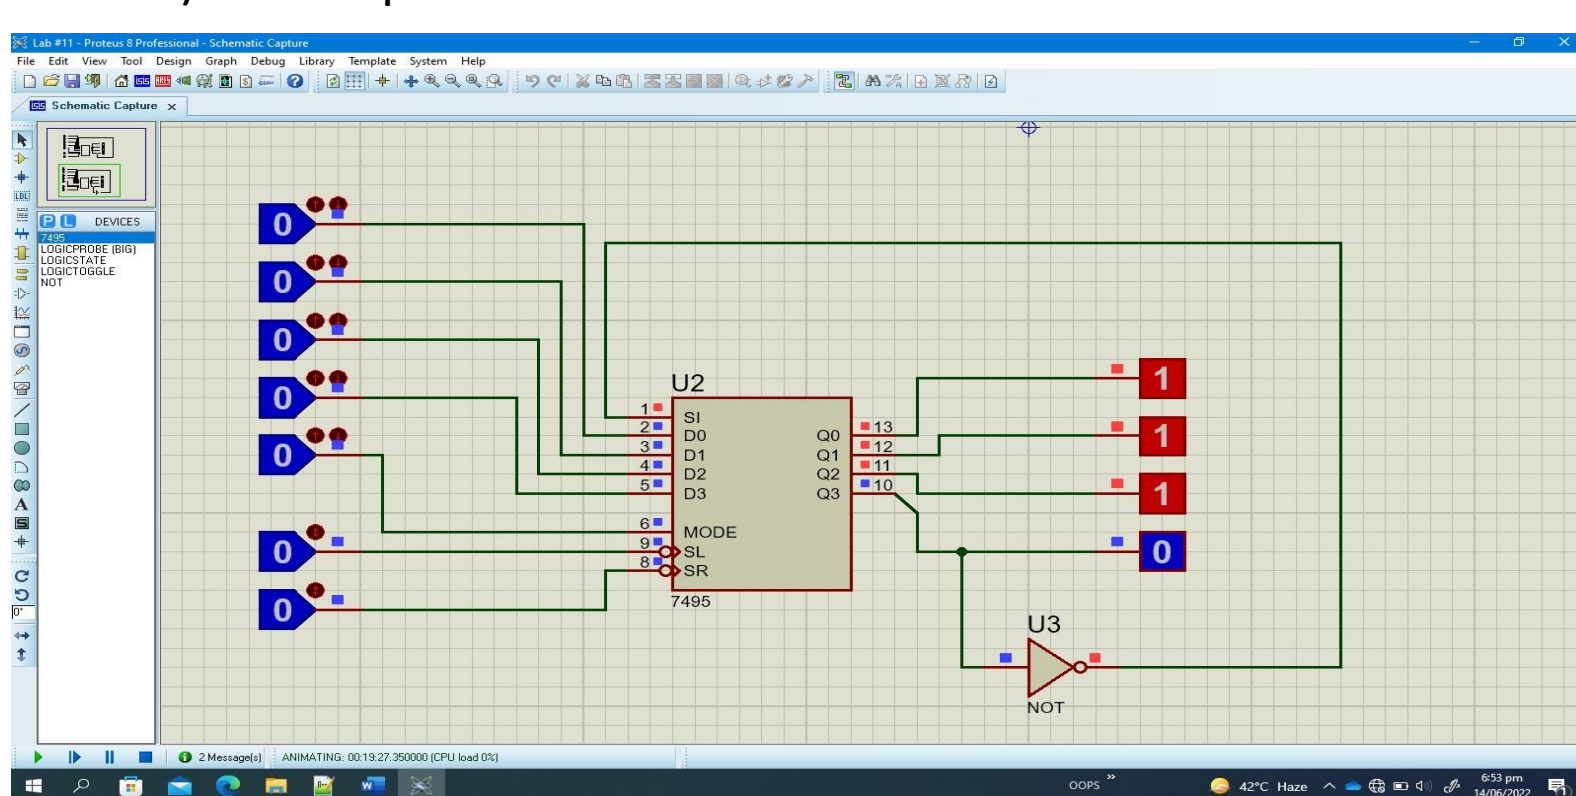 Lab #11 - Proteus 8 Professional - Schematic Capture
File Edit View Tool Design Graph Debug Library Template System Help
Schematic Capture x
P L DEVICES
7495
LOGICPROBE (BIG)
LOGICSTATE
LOGICTOGGLE
NOT
0
0
0
0
0
0
0
U2
1 SI
2 D0
3 D1
4 D2
5 D3
6 MODE
9 SL
8 SR
Q0 13
Q1 12
Q2 11
Q3 10
7495
1
1
1
0
U3
NOT
0°
2 Message(s) ANIMATING: 00:19:27.350000 (CPU load 0%)
OOPS 42°C Haze 6:53 pm
14/06/2022